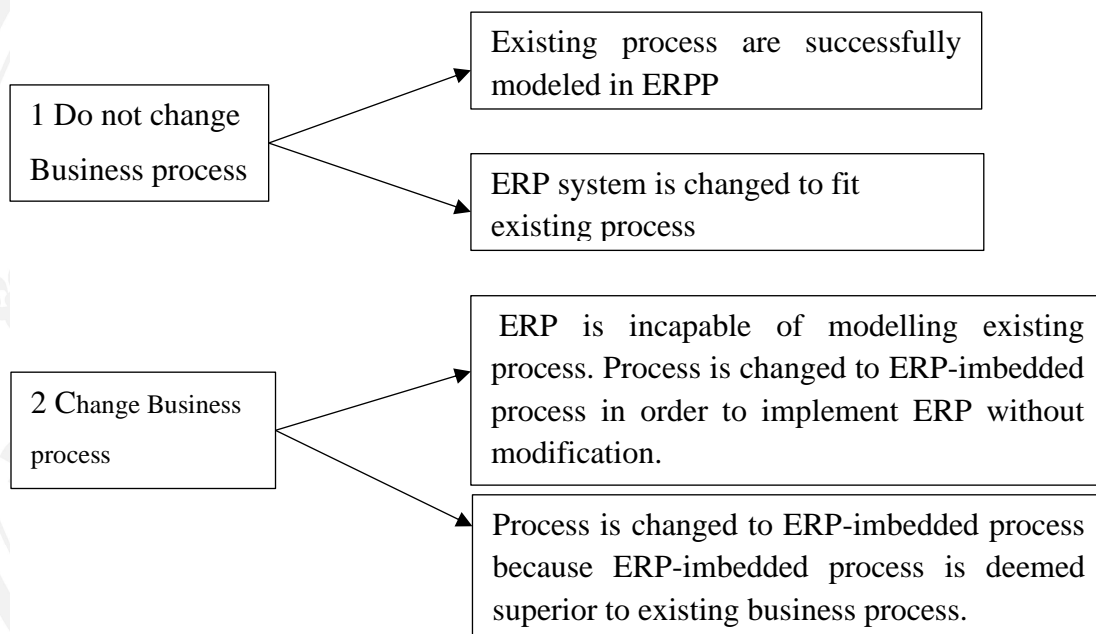 Existing process are successfully
modeled in ERPP
1 Do not change
Business process
ERP system is changed to fit
existing process
ERP is incapable of modelling existing
process. Process is changed to ERP-imbedded
process in order to implement ERP without
modification.
2 Change Business
process
Process is changed to ERP-imbedded process
because ERP-imbedded process is deemed
superior to existing business process.